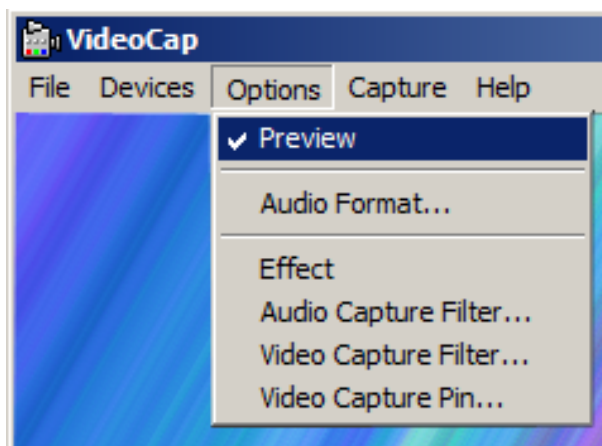 VideoCap
File Devices Options Capture Help
Preview
Audio Format...
Effect
Audio Capture Filter...
Video Capture Filter...
Video Capture Pin...